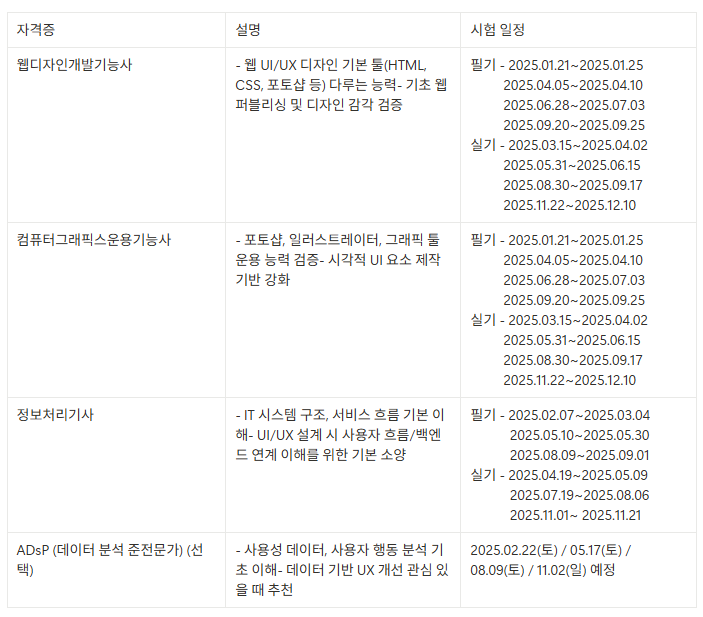 자격증
설명
시험 일정
웹디자인개발기능사
- 웹 UI/UX 디자인 기본 툴(HTML,
CSS, 포토샵 등) 다루는 능력- 기초 웹
퍼블리싱 및 디자인 감각 검증
필기 - 2025.01.21~2025.01.25
2025.04.05~2025.04.10
2025.06.28~2025.07.03
2025.09.20~2025.09.25
실기 - 2025.03.15~2025.04.02
2025.05.31~2025.06.15
2025.08.30~2025.09.17
2025.11.22~2025.12.10
컴퓨터그래픽스운용기능사
- 포토샵, 일러스트레이터, 그래픽 툴
운용 능력 검증- 시각적 UI 요소 제작
기반 강화
필기 - 2025.01.21~2025.01.25
2025.04.05~2025.04.10
2025.06.28~2025.07.03
2025.09.20~2025.09.25
실기 - 2025.03.15~2025.04.02
2025.05.31~2025.06.15
2025.08.30~2025.09.17
2025.11.22~2025.12.10
정보처리기사
- IT 시스템 구조, 서비스 흐름 기본 이
해- UI/UX 설계 시 사용자 흐름/백엔
드 연계 이해를 위한 기본 소양
필기 - 2025.02.07~2025.03.04
2025.05.10~2025.05.30
2025.08.09~2025.09.01
실기 - 2025.04.19~2025.05.09
2025.07.19~2025.08.06
2025.11.01~ 2025.11.21
ADsP (데이터 분석 준전문가) (선
택)
- 사용성 데이터, 사용자 행동 분석 기
초 이해- 데이터 기반 UX 개선 관심 있
을 때 추천
2025.02.22(토) / 05.17(토) /
08.09(토) / 11.02(일) 예정